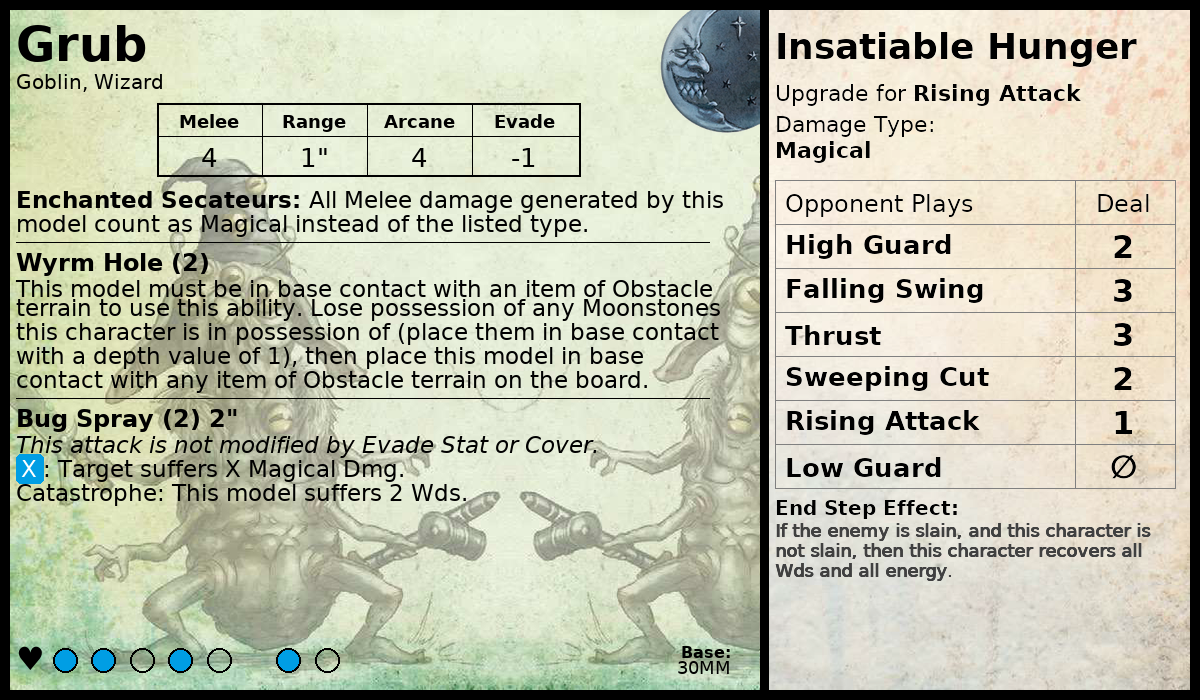 Grub
Goblin, Wizard
Melee Range Arcane Evade
4 1" 4 -1
Enchanted Secateurs: All Melee damage generated by this
model count as Magical instead of the listed type.
Wyrm Hole (2)
This model must be in base contact with an item of Obstacle
terrain to use this ability. Lose possession of any Moonstones
this character is in possession of (place them in base contact
with a depth value of 1), then place this model in base
contact with any item of Obstacle terrain on the board.
Bug Spray (2) 2"
This attack is not modified by Evade Stat or Cover.
X: Target suffers X Magical Dmg.
Catastrophe: This model suffers 2 Wds.
Base:
30MM
Insatiable Hunger
Upgrade for Rising Attack
Damage Type:
Magical
Opponent Plays Deal
High Guard 2
Falling Swing 3
Thrust 3
Sweeping Cut 2
Rising Attack 1
Low Guard ∅
End Step Effect:
If the enemy is slain, and this character is
not slain, then this character recovers all
Wds and all energy.